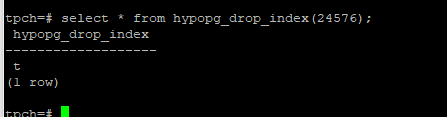 tpch=# select * from hypopg_drop_index(24576);
 hypopg_drop_index
-------------------
 t
(1 row)
tpch=#